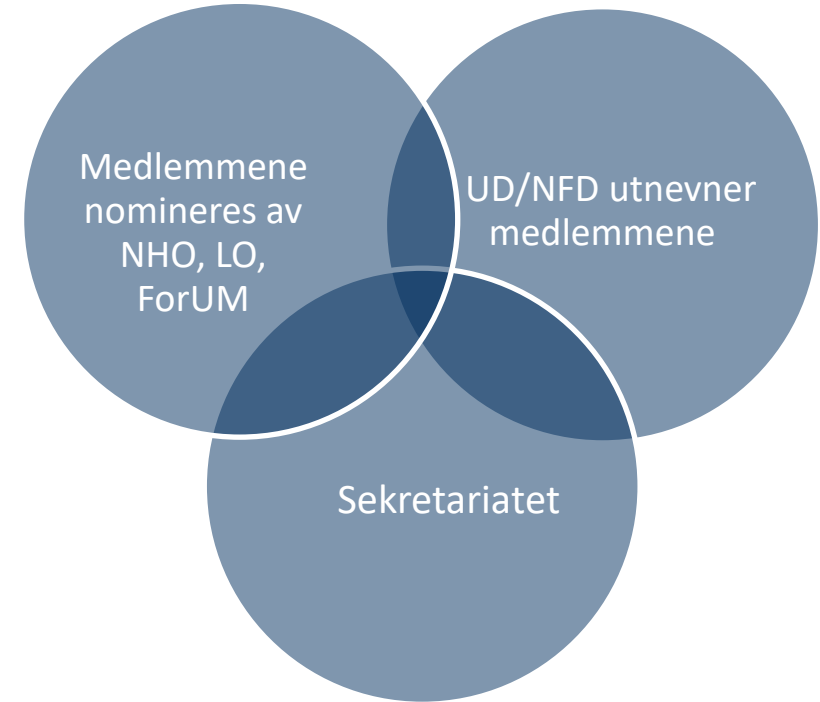 Medlemmene
nomineres av
NHO, LO,
ForUM
UD/NFD utnevner
medlemmene
Sekretariatet